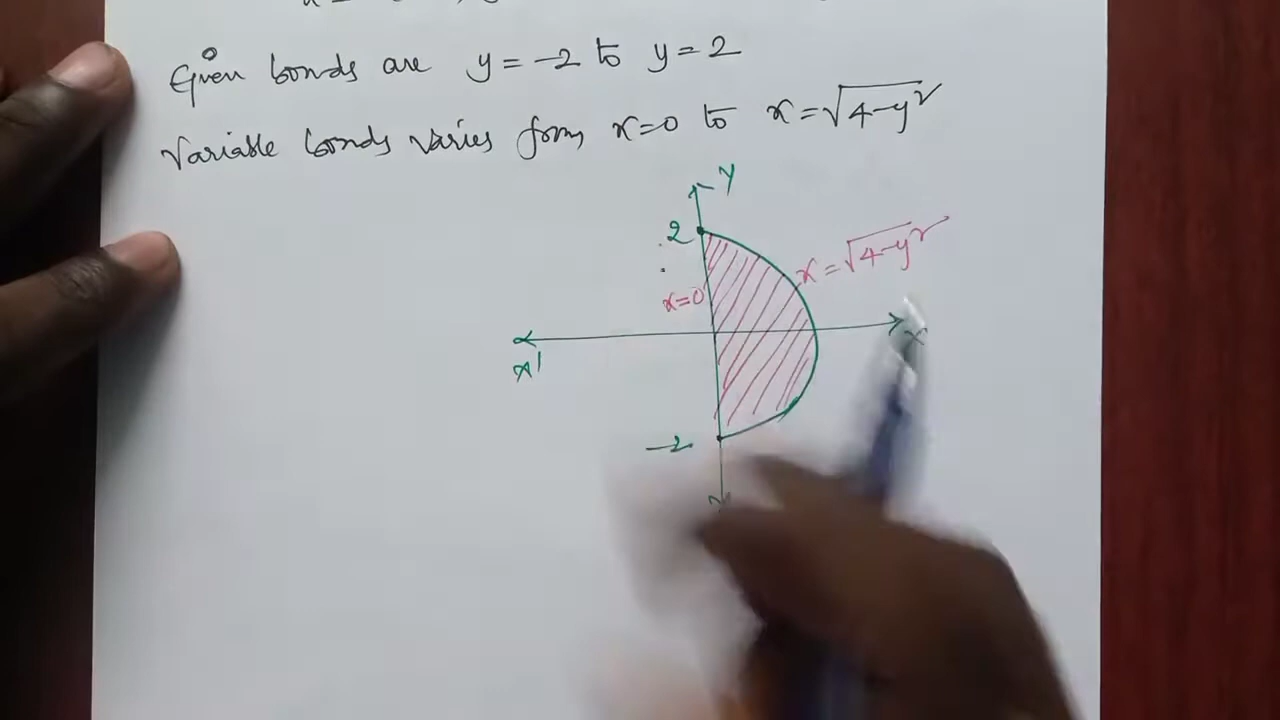 Given bonds are y = -2 to y = 2
Variable bonds varies from x=0 to x = √4-y²
y
2
x = √4-y²
x=0
x
x'
-2